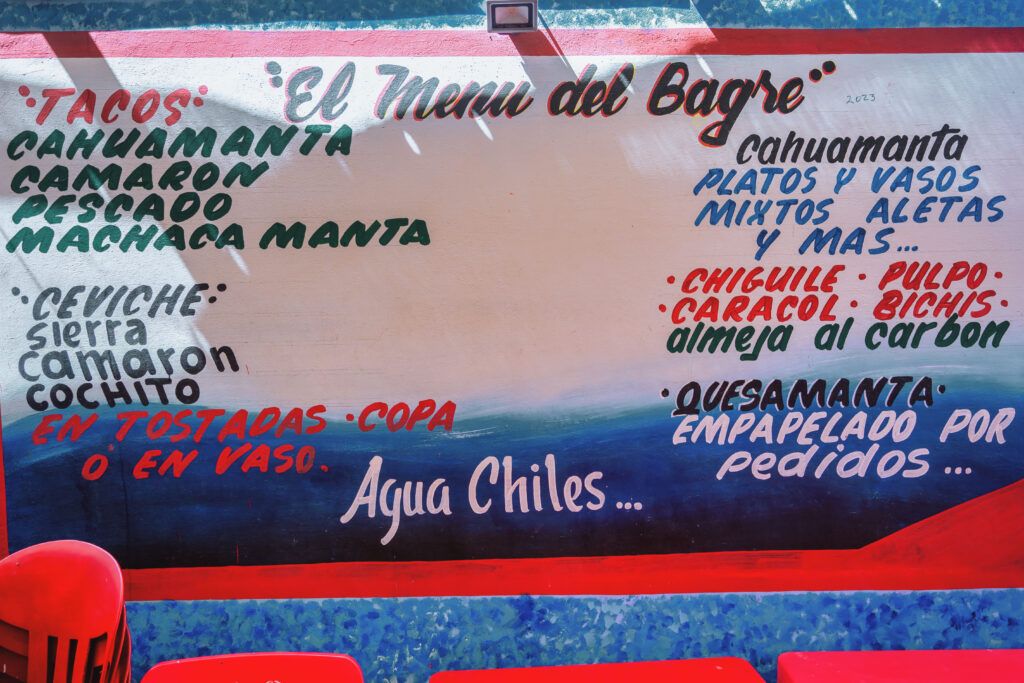 "El Menu del Bagre"
2023
"TACOS"
CAHUAMANTA
CAMARON
PESCADO
MACHACA MANTA
"CEVICHE"
sierra
camaron
COCHITO
EN TOSTADAS · COPA
O EN VASO.
Agua Chiles...
Cahuamanta
PLATOS Y VASOS
MIXTOS ALETAS
Y MAS...
· CHIGUILE · PULPO ·
· CARACOL · BICHIS ·
almeja al carbon
· QUESAMANTA ·
EMPAPELADO POR
pedidos...